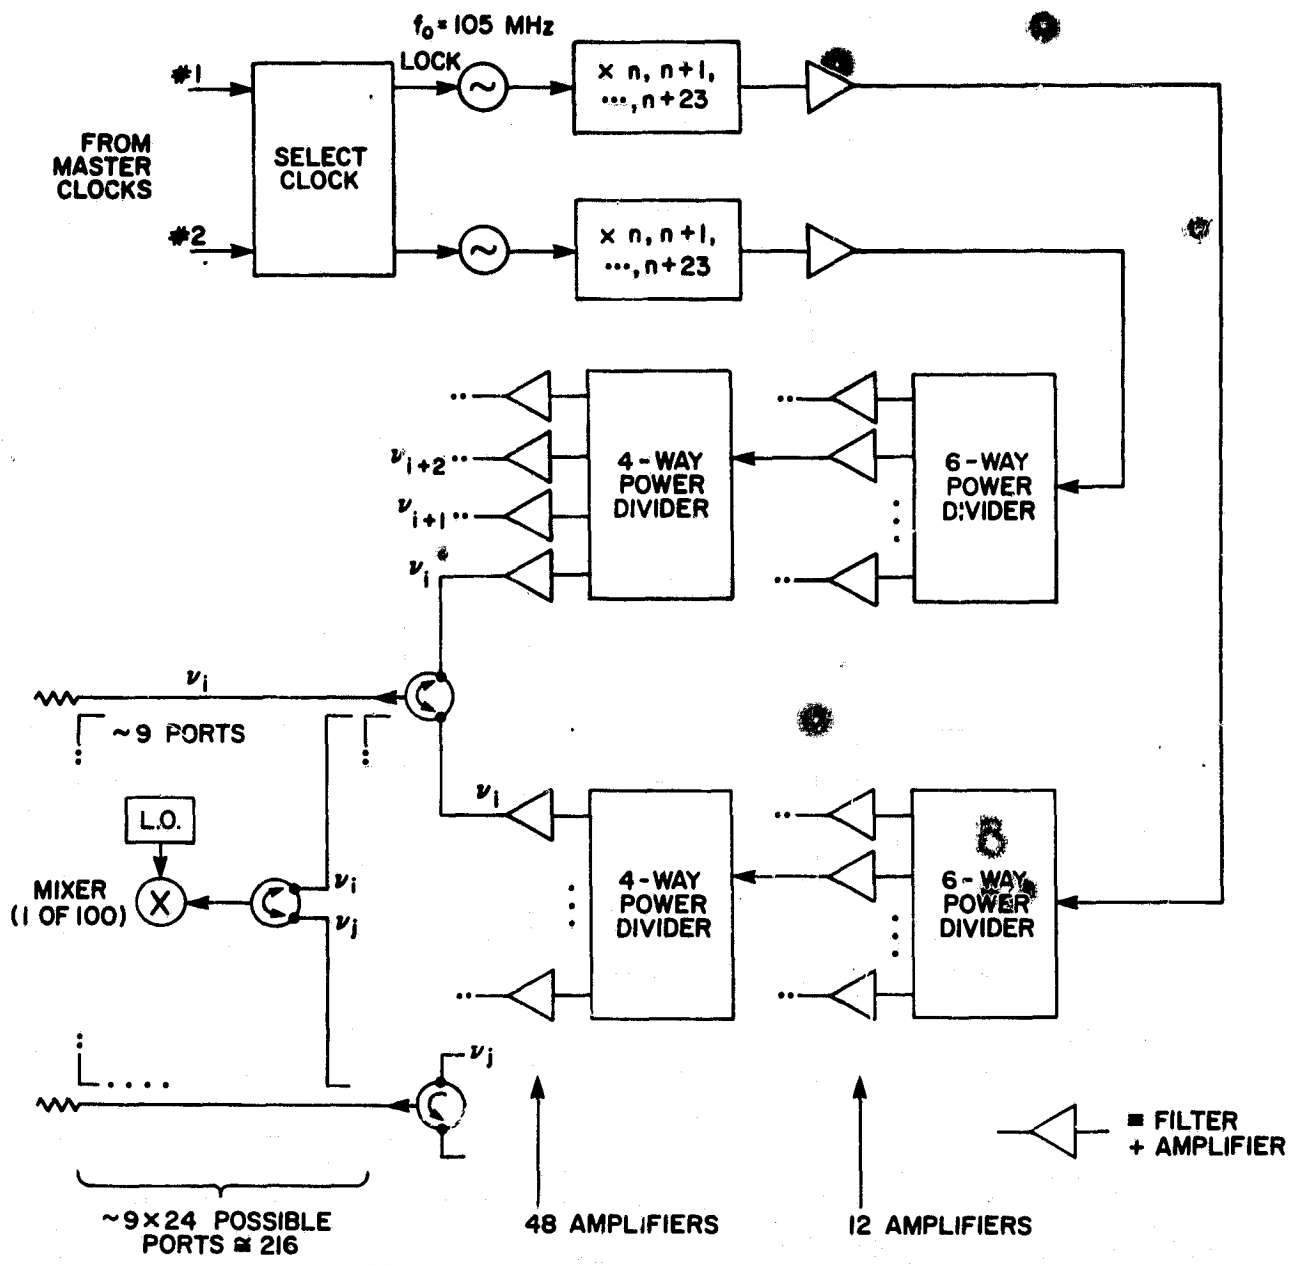 f₀ = 105 MHz
LOCK
#1
FROM
MASTER
CLOCKS
#2
SELECT
CLOCK
× n, n+1,
···, n+23
× n, n+1,
···, n+23
ν i+2
ν i+1
ν i
4-WAY
POWER
DIVIDER
6-WAY
POWER
DIVIDER
ν i
~9 PORTS
L.O.
MIXER
(1 OF 100)
X
ν i
ν j
ν i
4-WAY
POWER
DIVIDER
6-WAY
POWER
DIVIDER
ν j
≡ FILTER
+ AMPLIFIER
~9×24 POSSIBLE
PORTS ≅ 216
48 AMPLIFIERS
12 AMPLIFIERS